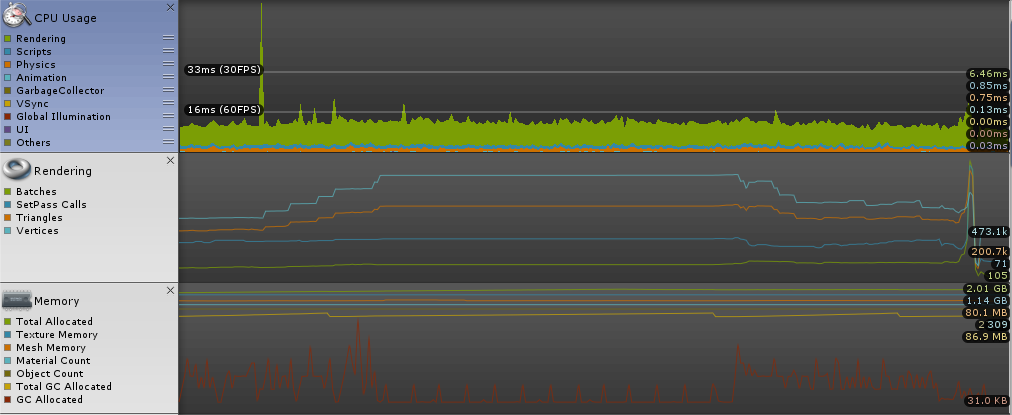 CPU Usage
Rendering
Scripts
Physics
Animation
GarbageCollector
VSync
Global Illumination
UI
Others
33ms (30FPS)
16ms (60FPS)
6.46ms
0.85ms
0.75ms
0.13ms
0.00ms
0.00ms
0.03ms
Rendering
Batches
SetPass Calls
Triangles
Vertices
473.1k
200.7k
71
105
Memory
Total Allocated
Texture Memory
Mesh Memory
Material Count
Object Count
Total GC Allocated
GC Allocated
2.01 GB
1.14 GB
80.1 MB
2309
86.9 MB
31.0 KB